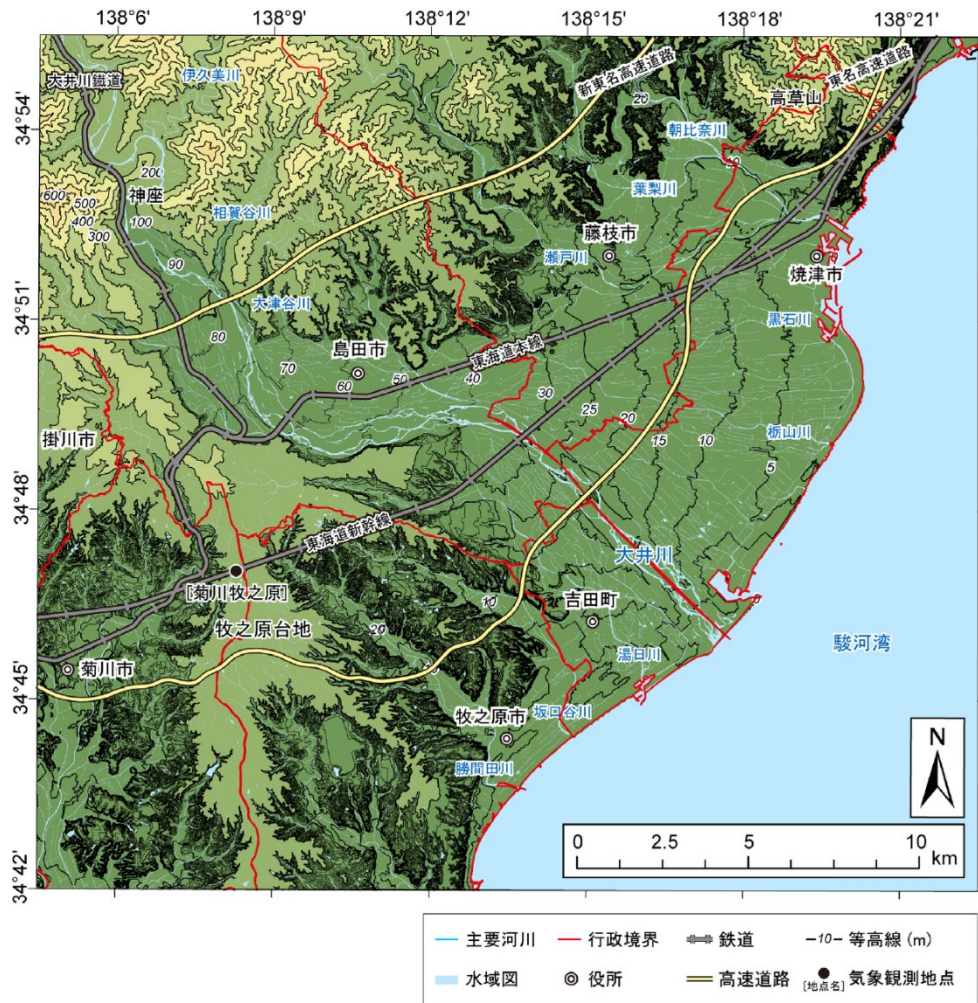 138°6′ 138°9′ 138°12′ 138°15′ 138°18′ 138°21′
34°54′
34°51′
34°48′
34°45′
34°42′
大井川鐵道
伊久美川
新東名高速道路
東名高速道路
高草山
20
朝比奈川
10
200
神座
100
600
500
400
300
葉梨川
相賀谷川
藤枝市
瀬戸川
焼津市
90
大津谷川
黒石川
80
島田市
東海道本線
70
60
50
40
30
25
20
15
10
5
栃山川
掛川市
東海道新幹線
大井川
[菊川牧之原]
10
吉田町
牧之原台地
20
駿河湾
湯日川
菊川市
牧之原市
坂口谷川
勝間田川
N
0 2.5 5 10
km
主要河川 行政境界 鉄道 -10- 等高線 (m)
水域図 役所 高速道路 [地点名] 気象観測地点